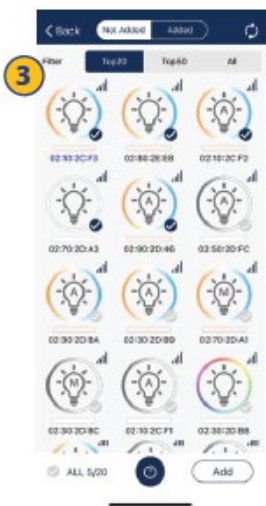 < Back Not Added Added
3
Filter Top20 Top50 All
A
02:10:2C:F3 02:80:2E:EB 02:10:2C:F2
A
02:70:2D:A3 02:90:2D:46 02:50:2D:FC
A A M
02:30:2D:BA 02:30:2D:B9 02:70:2D:A1
M A
02:30:2D:BC 02:10:2C:F1 02:30:2D:BB
ALL 5/20 Add